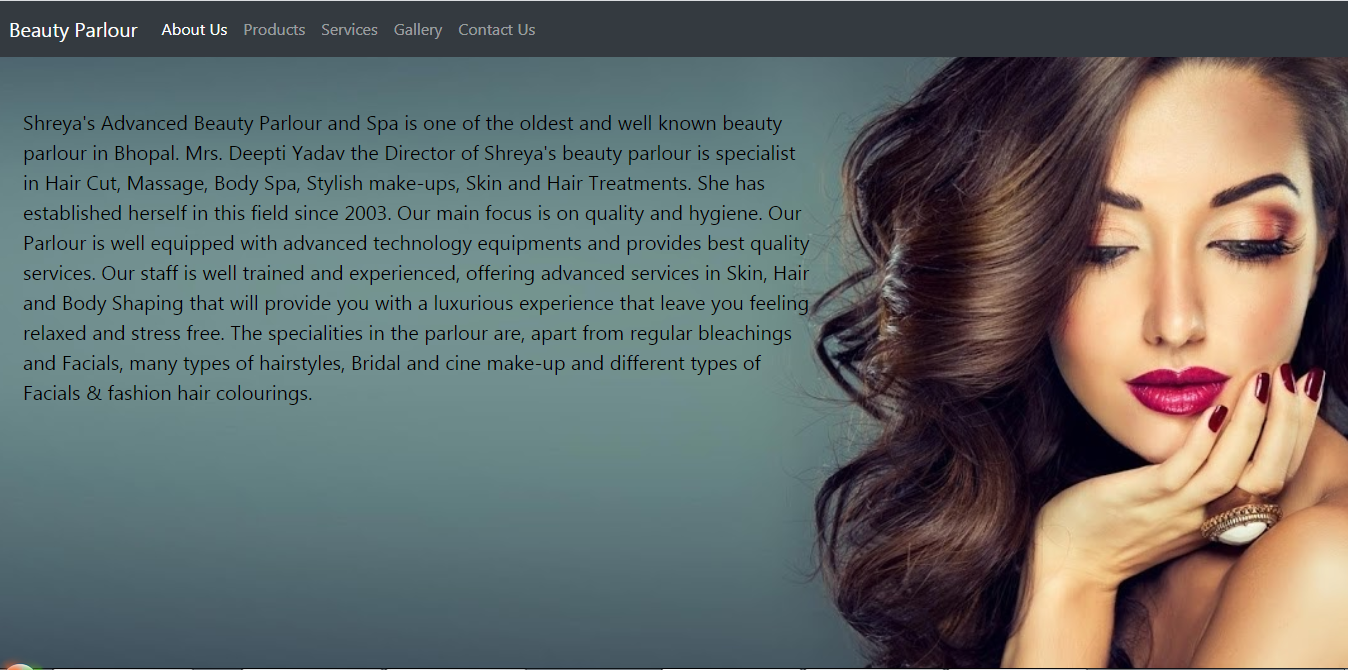 Beauty Parlour About Us Products Services Gallery Contact Us
Shreya's Advanced Beauty Parlour and Spa is one of the oldest and well known beauty
parlour in Bhopal. Mrs. Deepti Yadav the Director of Shreya's beauty parlour is specialist
in Hair Cut, Massage, Body Spa, Stylish make-ups, Skin and Hair Treatments. She has
established herself in this field since 2003. Our main focus is on quality and hygiene. Our
Parlour is well equipped with advanced technology equipments and provides best quality
services. Our staff is well trained and experienced, offering advanced services in Skin, Hair
and Body Shaping that will provide you with a luxurious experience that leave you feeling
relaxed and stress free. The specialities in the parlour are, apart from regular bleachings
and Facials, many types of hairstyles, Bridal and cine make-up and different types of
Facials & fashion hair colourings.